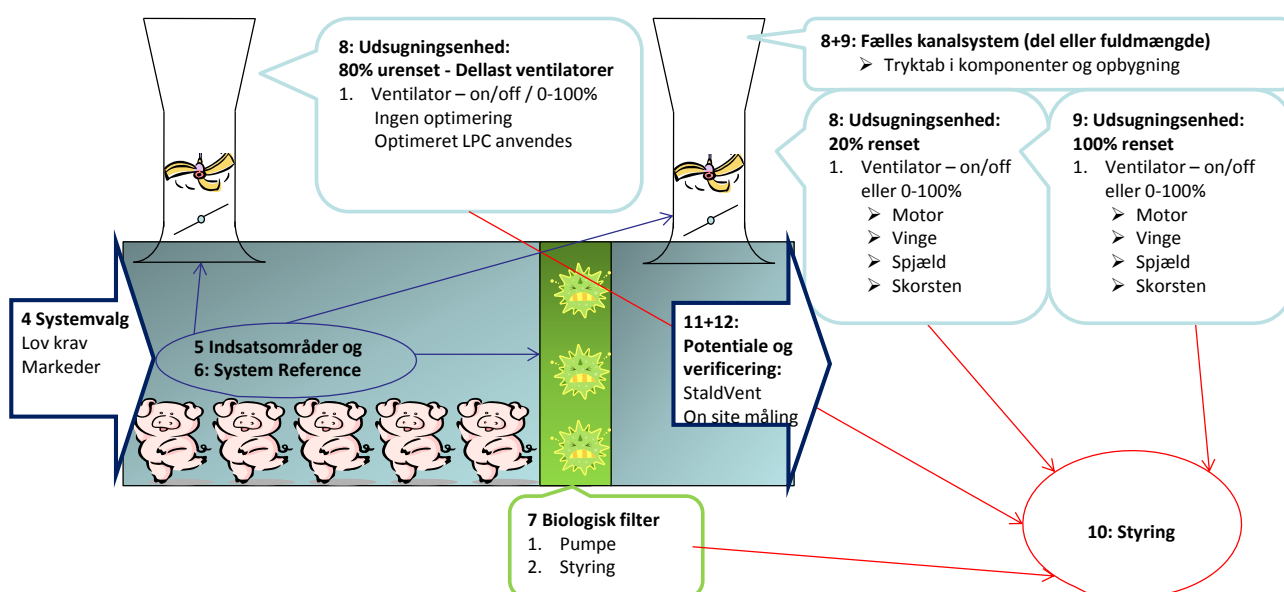 8: Udsugningsenhed:
80% urenset - Dellast ventilatorer
1. Ventilator – on/off / 0-100%
Ingen optimering
Optimeret LPC anvendes
8+9: Fælles kanalsystem (del eller fuldmængde)
➢ Tryktab i komponenter og opbygning
8: Udsugningsenhed:
20% renset
1. Ventilator – on/off
eller 0-100%
➢ Motor
➢ Vinge
➢ Spjæld
➢ Skorsten
9: Udsugningsenhed:
100% renset
1. Ventilator – on/off
eller 0-100%
➢ Motor
➢ Vinge
➢ Spjæld
➢ Skorsten
4 Systemvalg
Lov krav
Markeder
5 Indsatsområder og
6: System Reference
11+12:
Potentiale og
verificering:
StaldVent
On site måling
7 Biologisk filter
1. Pumpe
2. Styring
10: Styring